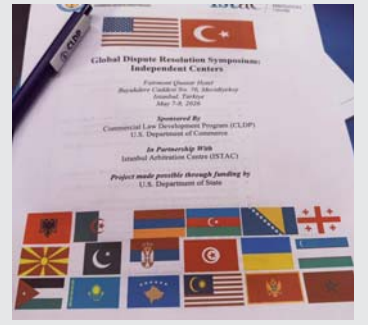 CLDP
ISTAC
Global Dispute Resolution Symposium:
Independent Centers
Fairmont Quasar Hotel
Büyükdere Caddesi No. 76, Mecidiyeköy
Istanbul, Türkiye
May 7-9, 2026
Sponsored By
Commercial Law Development Program (CLDP)
U.S. Department of Commerce
In Partnership With
Istanbul Arbitration Centre (ISTAC)
Project made possible through funding by
U.S. Department of State